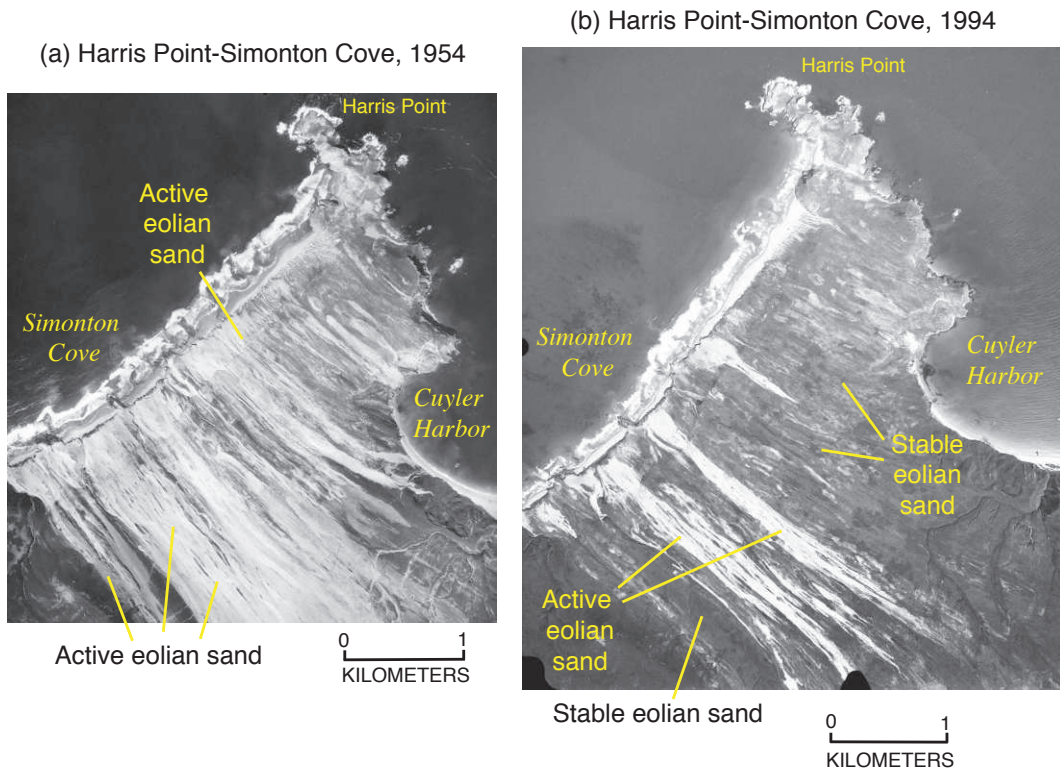 (a) Harris Point-Simonton Cove, 1954
Harris Point
Active
eolian
sand
Simonton
Cove
Cuyler
Harbor
Active eolian sand
0 1
KILOMETERS
(b) Harris Point-Simonton Cove, 1994
Harris Point
Simonton
Cove
Cuyler
Harbor
Stable
eolian
sand
Active
eolian
sand
Stable eolian sand
0 1
KILOMETERS